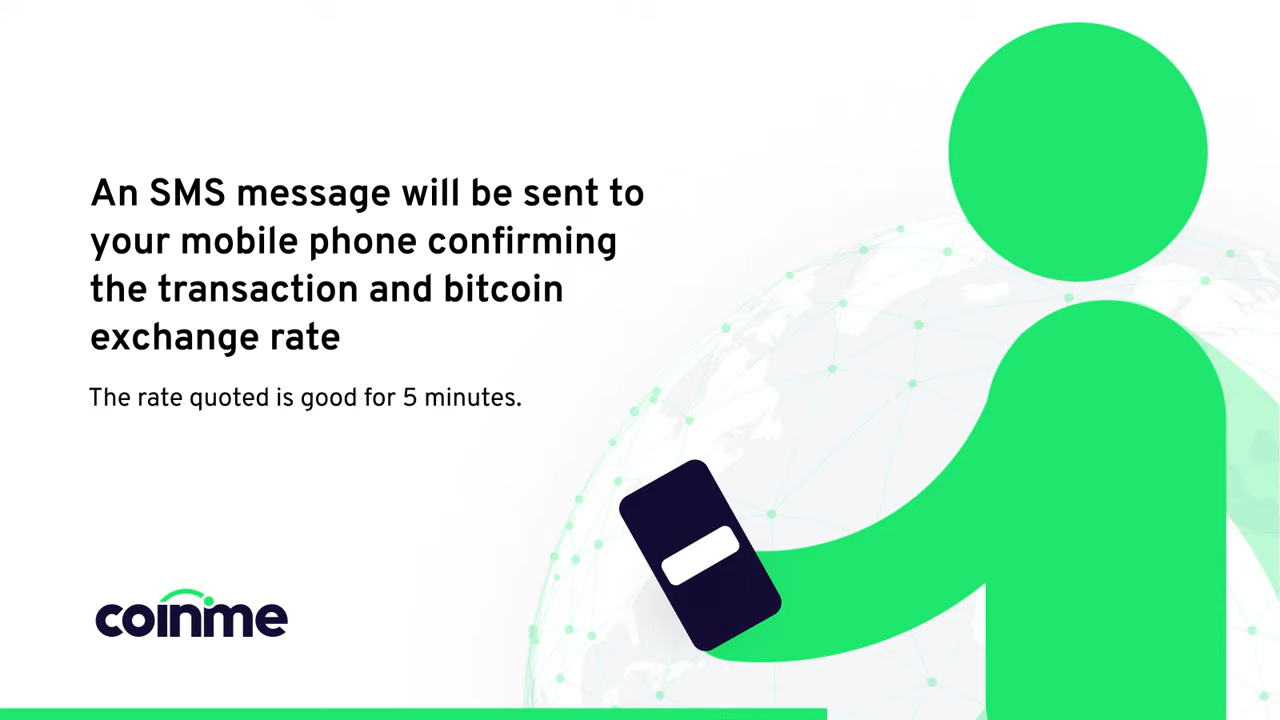 An SMS message will be sent to
your mobile phone confirming
the transaction and bitcoin
exchange rate
The rate quoted is good for 5 minutes.
coinme